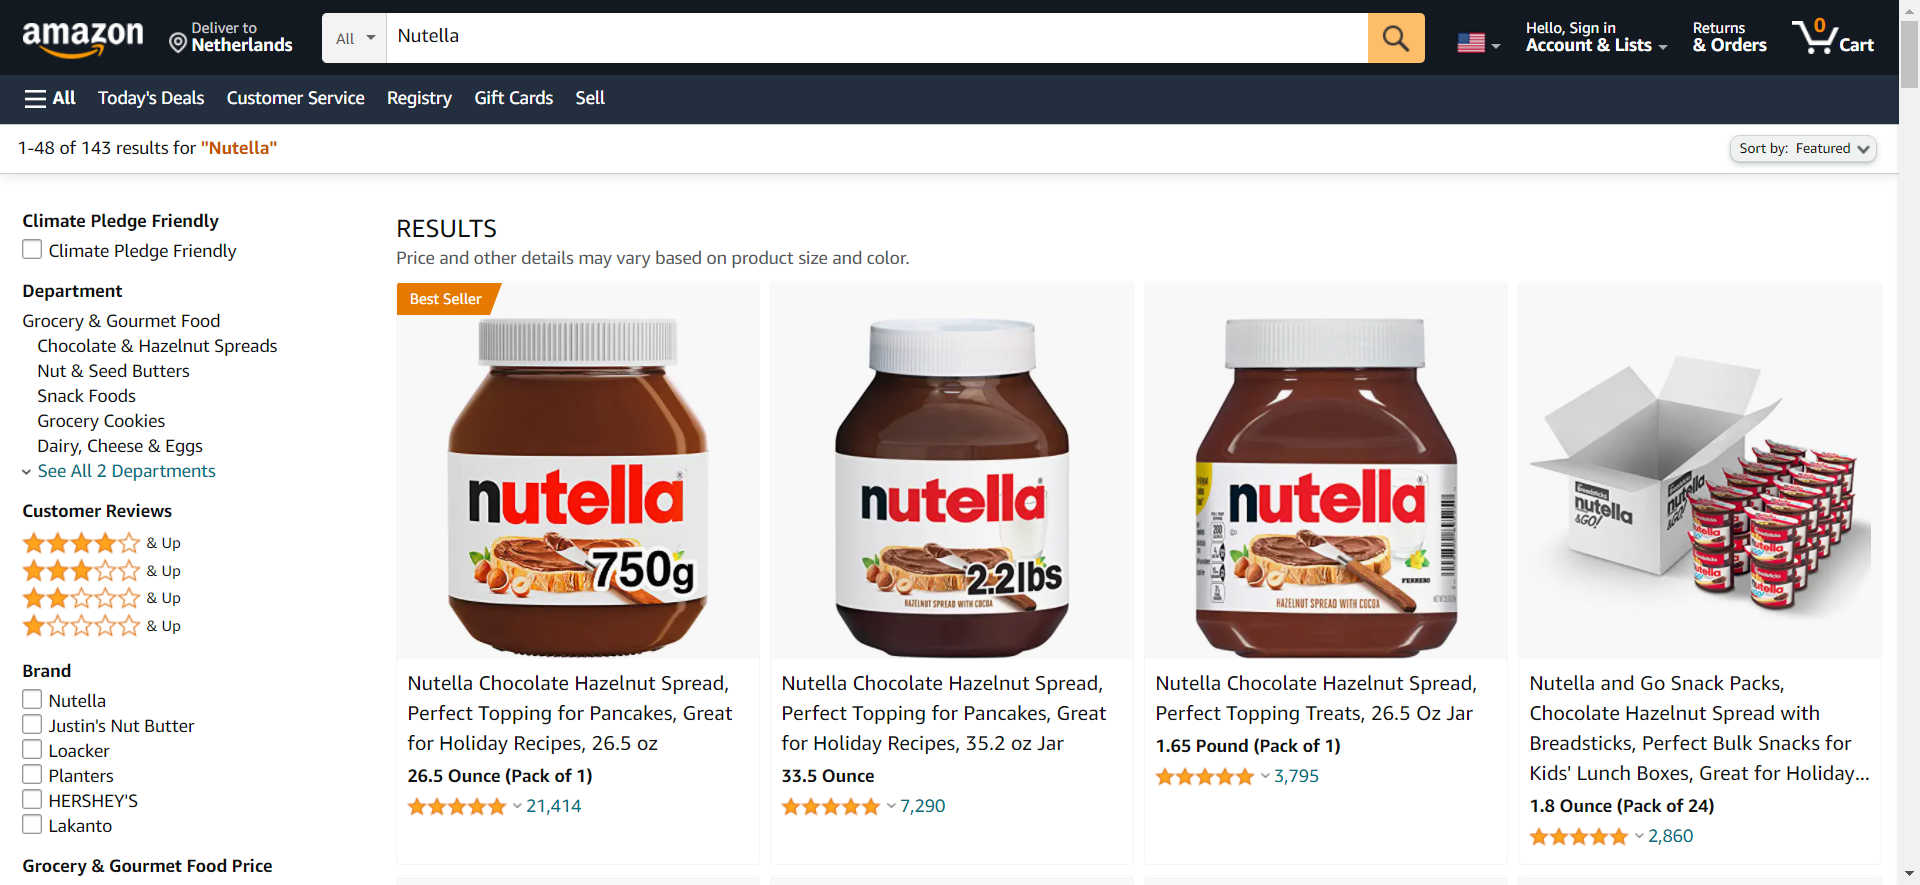 amazon
Deliver to
Netherlands
All
Nutella
Hello, Sign in
Account & Lists
Returns
& Orders
0
Cart
All
Today's Deals
Customer Service
Registry
Gift Cards
Sell
1-48 of 143 results for "Nutella"
Sort by: Featured
Climate Pledge Friendly
Climate Pledge Friendly
Department
Grocery & Gourmet Food
Chocolate & Hazelnut Spreads
Nut & Seed Butters
Snack Foods
Grocery Cookies
Dairy, Cheese & Eggs
See All 2 Departments
Customer Reviews
& Up
& Up
& Up
& Up
Brand
Nutella
Justin's Nut Butter
Loacker
Planters
HERSHEY'S
Lakanto
Grocery & Gourmet Food Price
RESULTS
Price and other details may vary based on product size and color.
Best Seller
nutella
750g
Nutella Chocolate Hazelnut Spread,
Perfect Topping for Pancakes, Great
for Holiday Recipes, 26.5 oz
26.5 Ounce (Pack of 1)
21,414
nutella
2.2lbs
HAZELNUT SPREAD WITH COCOA
Nutella Chocolate Hazelnut Spread,
Perfect Topping for Pancakes, Great
for Holiday Recipes, 35.2 oz Jar
33.5 Ounce
7,290
nutella
FERRERO
HAZELNUT SPREAD WITH COCOA
Nutella Chocolate Hazelnut Spread,
Perfect Topping Treats, 26.5 Oz Jar
1.65 Pound (Pack of 1)
3,795
Breadsticks
nutella
&GO!
nutella
&GO!
nutella
nutella
nutella
Nutella and Go Snack Packs,
Chocolate Hazelnut Spread with
Breadsticks, Perfect Bulk Snacks for
Kids' Lunch Boxes, Great for Holiday...
1.8 Ounce (Pack of 24)
2,860